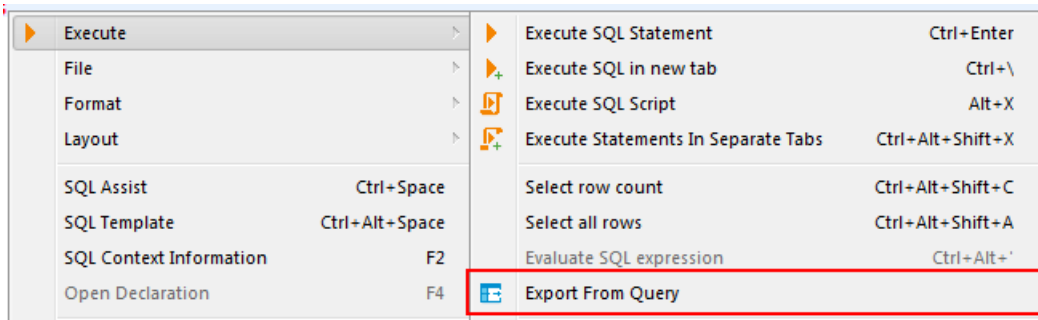 Execute
File
Format
Layout
SQL Assist Ctrl+Space
SQL Template Ctrl+Alt+Space
SQL Context Information F2
Open Declaration F4
Execute SQL Statement Ctrl+Enter
Execute SQL in new tab Ctrl+\
Execute SQL Script Alt+X
Execute Statements In Separate Tabs Ctrl+Alt+Shift+X
Select row count Ctrl+Alt+Shift+C
Select all rows Ctrl+Alt+Shift+A
Evaluate SQL expression Ctrl+Alt+'
Export From Query